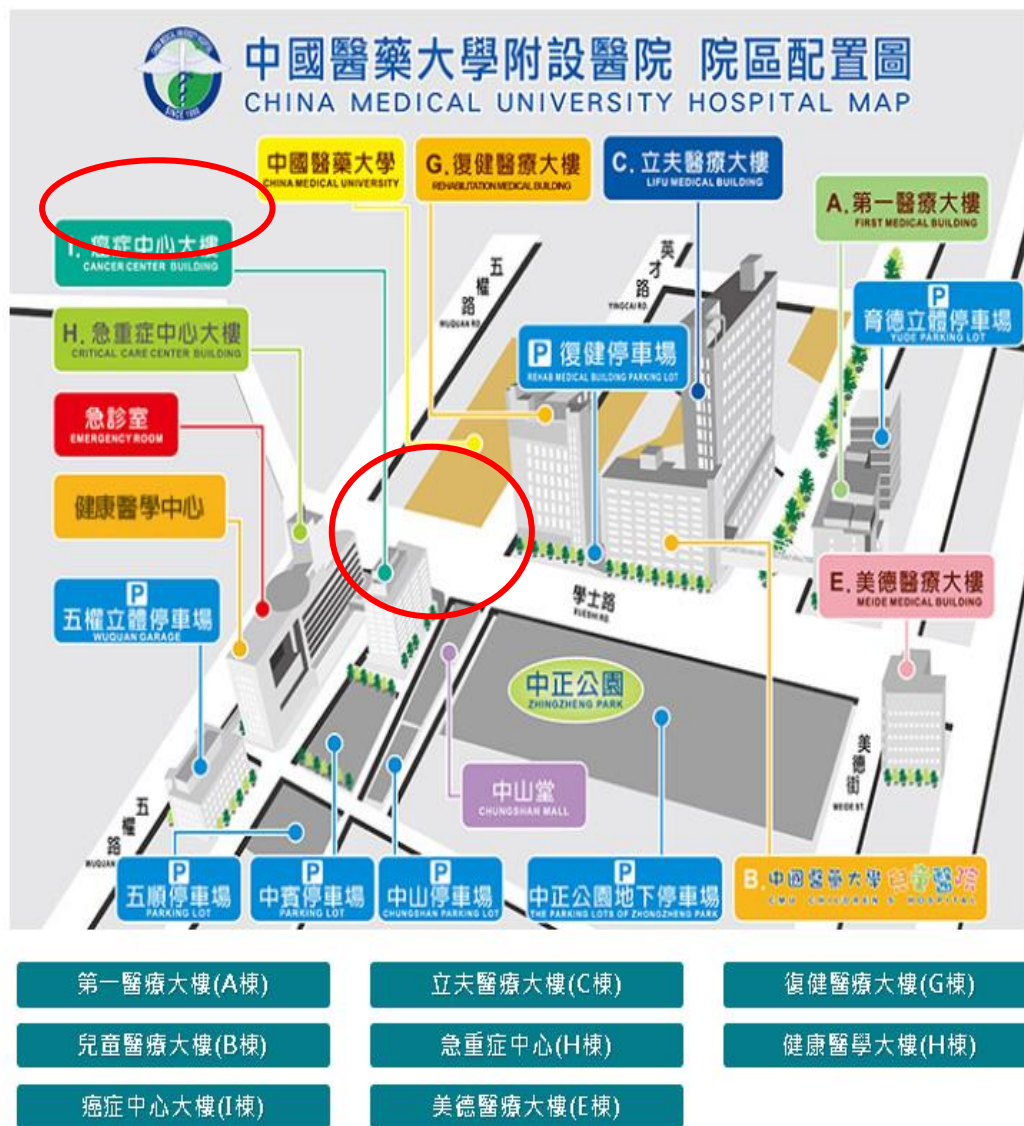 中國醫藥大學附設醫院 院區配置圖
CHINA MEDICAL UNIVERSITY HOSPITAL MAP
中國醫藥大學
CHINA MEDICAL UNIVERSITY
G.復健醫療大樓
REHABILITATION MEDICAL BUILDING
C.立夫醫療大樓
LIFU MEDICAL BUILDING
A.第一醫療大樓
FIRST MEDICAL BUILDING
I.癌症中心大樓
CANCER CENTER BUILDING
五權路
WUQUAN RD.
英才路
YINGCAI RD.
P
育德立體停車場
YUDE PARKING LOT
H.急重症中心大樓
CRITICAL CARE CENTER BUILDING
P 復健停車場
REHAB MEDICAL BUILDING PARKING LOT
急診室
EMERGENCY ROOM
健康醫學中心
E.美德醫療大樓
MEIDE MEDICAL BUILDING
P
五權立體停車場
WUQUAN GARAGE
學士路
XUESHI RD.
中正公園
ZHINGZHENG PARK
美德街
MEIDE ST.
中山堂
CHUNGSHAN MALL
五權路
WUQUAN
P
五順停車場
PARKING LOT
P
中賓停車場
PARKING LOT
P
中山停車場
CHUNGSHAN PARKING LOT
P
中正公園地下停車場
THE PARKING LOTS OF ZHONGZHENG PARK
B.中國醫藥大學兒童醫院
CMU CHILDREN'S HOSPITAL
第一醫療大樓(A棟)
立夫醫療大樓(C棟)
復健醫療大樓(G棟)
兒童醫療大樓(B棟)
急重症中心(H棟)
健康醫學大樓(H棟)
癌症中心大樓(I棟)
美德醫療大樓(E棟)